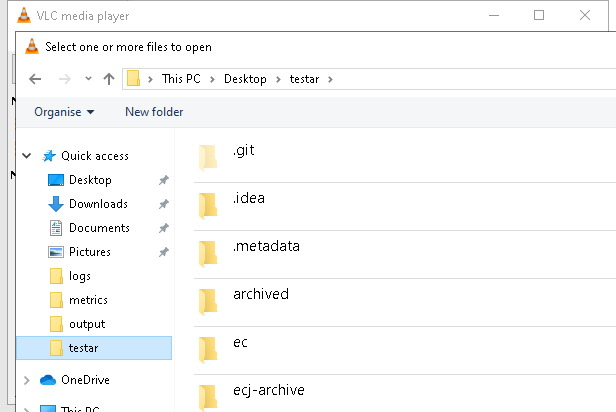 VLC media player
Select one or more files to open
This PC > Desktop > testar >
Organise New folder
Quick access
Desktop
Downloads
Documents
Pictures
logs
metrics
output
testar
OneDrive
This PC
.git
.idea
.metadata
archived
ec
ecj-archive